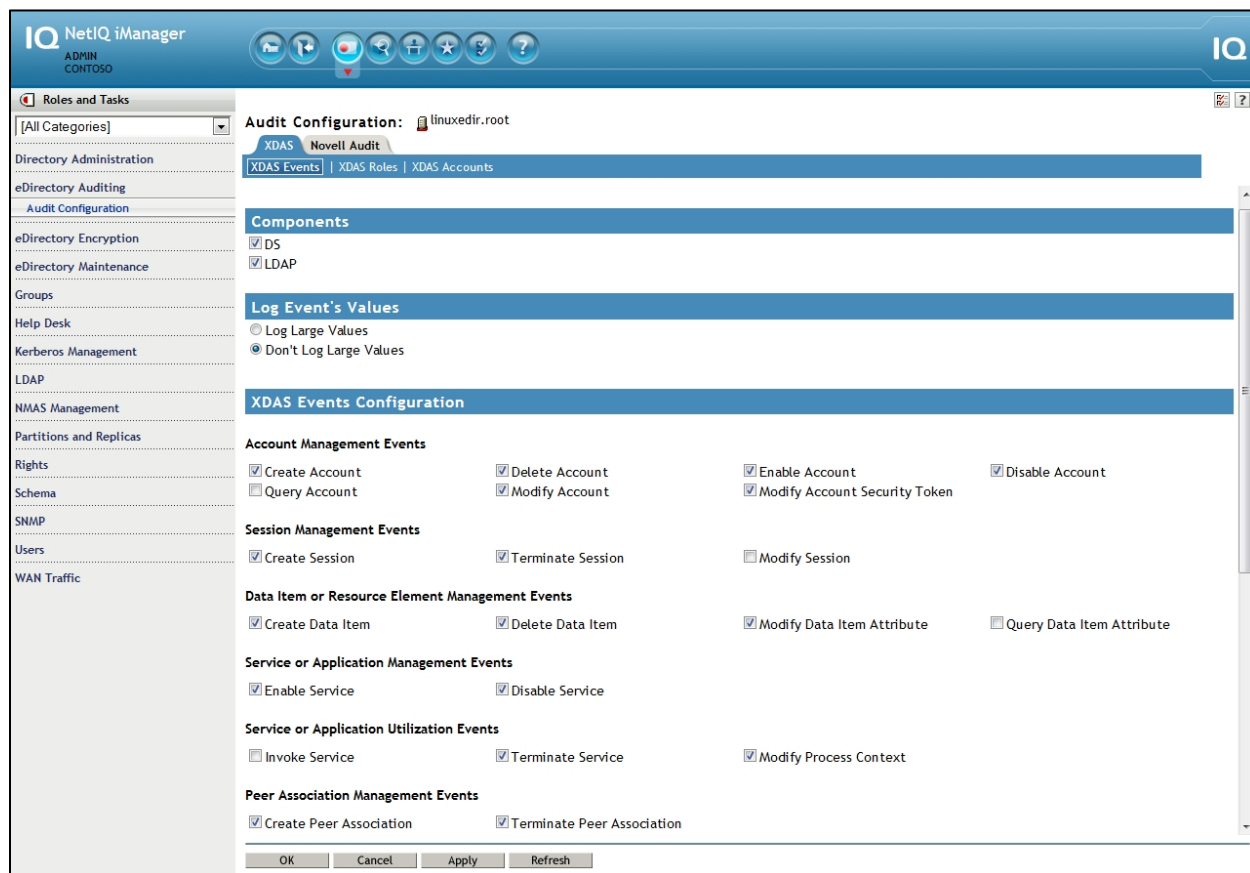 IQ NetIQ iManager
ADMIN
CONTOSO
?
IQ
Roles and Tasks
[All Categories]
Directory Administration
eDirectory Auditing
Audit Configuration
eDirectory Encryption
eDirectory Maintenance
Groups
Help Desk
Kerberos Management
LDAP
NMAS Management
Partitions and Replicas
Rights
Schema
SNMP
Users
WAN Traffic
?
Audit Configuration: linuxedir.root
XDAS Novell Audit
XDAS Events | XDAS Roles | XDAS Accounts
Components
DS
LDAP
Log Event's Values
Log Large Values
Don't Log Large Values
XDAS Events Configuration
Account Management Events
Create Account Delete Account Enable Account Disable Account
Query Account Modify Account Modify Account Security Token
Session Management Events
Create Session Terminate Session Modify Session
Data Item or Resource Element Management Events
Create Data Item Delete Data Item Modify Data Item Attribute Query Data Item Attribute
Service or Application Management Events
Enable Service Disable Service
Service or Application Utilization Events
Invoke Service Terminate Service Modify Process Context
Peer Association Management Events
Create Peer Association Terminate Peer Association
OK Cancel Apply Refresh